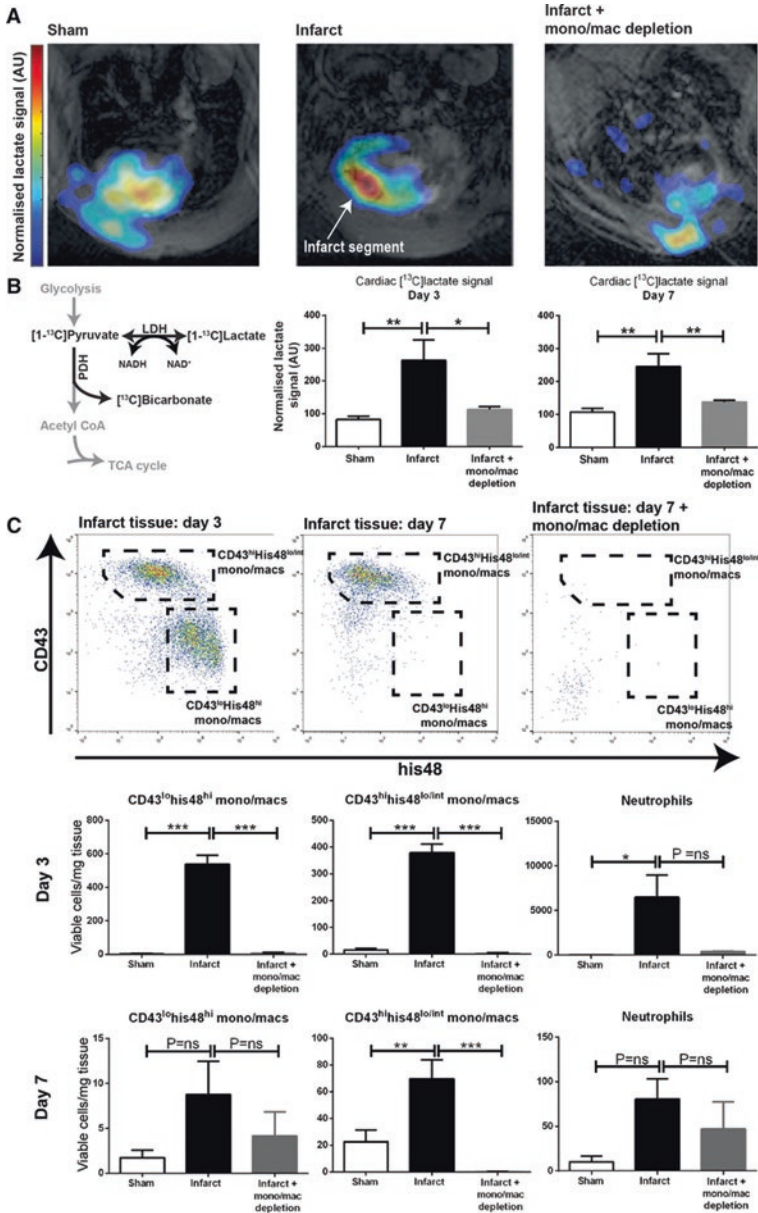 A
Sham
Infarct
Infarct +
mono/mac depletion
Normalised lactate signal (AU)
Infarct segment
B
Glycolysis
[1-¹³C]Pyruvate
LDH
[1-¹³C]Lactate
NADH
NAD⁺
PDH
[¹³C]Bicarbonate
Acetyl CoA
TCA cycle
Cardiac [¹³C]lactate signal
Day 3
Normalized lactate
signal (AU)
400
300
200
100
0
**
*
Sham
Infarct
Infarct +
mono/mac
depletion
Cardiac [¹³C]lactate signal
Day 7
400
300
200
100
0
**
**
Sham
Infarct
Infarct +
mono/mac
depletion
C
Infarct tissue: day 3
CD43ʰⁱHis48ˡᵒ/ⁱⁿᵗ
mono/macs
CD43ˡᵒHis48ʰⁱ
mono/macs
Infarct tissue: day 7
CD43ʰⁱHis48ˡᵒ/ⁱⁿᵗ
mono/macs
CD43ˡᵒHis48ʰⁱ
mono/macs
Infarct tissue: day 7 +
mono/mac depletion
CD43ʰⁱHis48ˡᵒ/ⁱⁿᵗ
mono/macs
CD43ˡᵒHis48ʰⁱ
mono/macs
CD43
his48
Day 3
CD43ˡᵒhis48ʰⁱ mono/macs
Viable cells/mg tissue
800
600
400
200
0
***
***
Sham
Infarct
Infarct +
mono/mac
depletion
CD43ʰⁱhis48ˡᵒ/ⁱⁿᵗ mono/macs
500
400
300
200
100
0
***
***
Sham
Infarct
Infarct +
mono/mac
depletion
Neutrophils
15000
10000
5000
0
*
P =ns
Sham
Infarct
Infarct +
mono/mac
depletion
Day 7
CD43ˡᵒhis48ʰⁱ mono/macs
Viable cells/mg tissue
15
10
5
0
P=ns
P=ns
Sham
Infarct
Infarct +
mono/mac
depletion
CD43ʰⁱhis48ˡᵒ/ⁱⁿᵗ mono/macs
100
80
60
40
20
0
**
***
Sham
Infarct
Infarct +
mono/mac
depletion
Neutrophils
150
100
50
0
P=ns
P=ns
Sham
Infarct
Infarct +
mono/mac
depletion